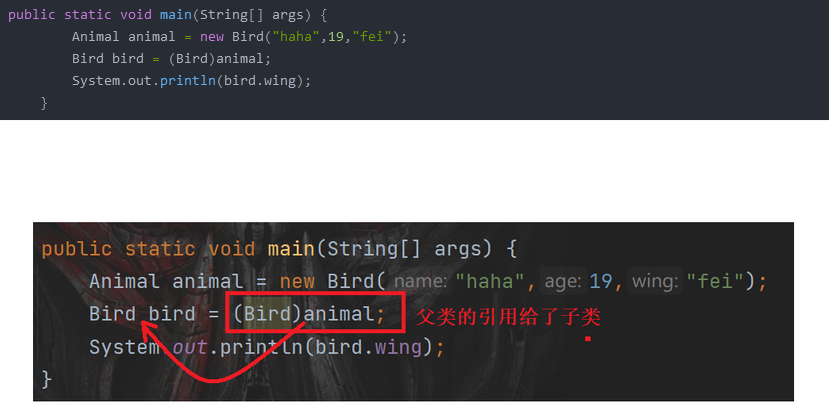 public static void main(String[] args) {
Animal animal = new Bird("haha",19,"fei");
Bird bird = (Bird)animal;
System.out.println(bird.wing);
}
public static void main(String[] args) {
Animal animal = new Bird( name: "haha", age: 19, wing: "fei");
Bird bird = (Bird)animal; 父类的引用给了子类
System.out.println(bird.wing);
}